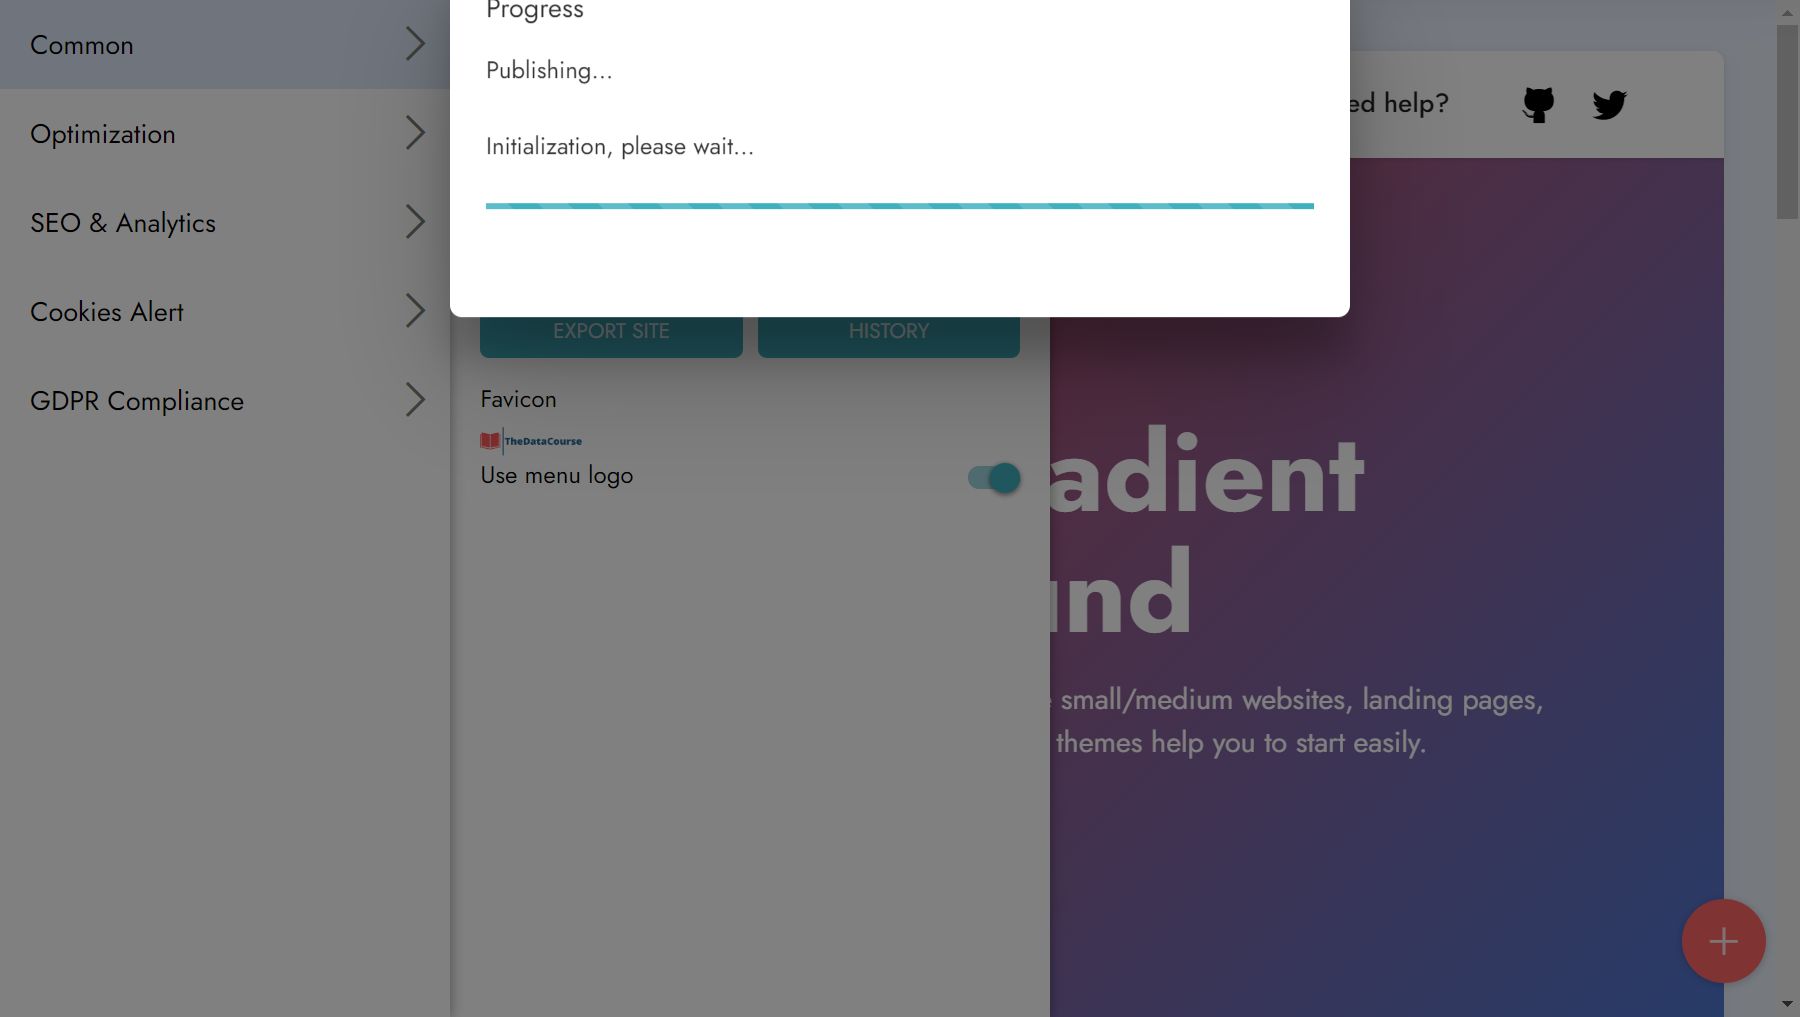 Progress
Publishing...
Initialization, please wait...
Common
Optimization
SEO & Analytics
Cookies Alert
GDPR Compliance
EXPORT SITE
HISTORY
Favicon
TheDataCourse
Use menu logo
ed help?
adient
und
small/medium websites, landing pages,
themes help you to start easily.